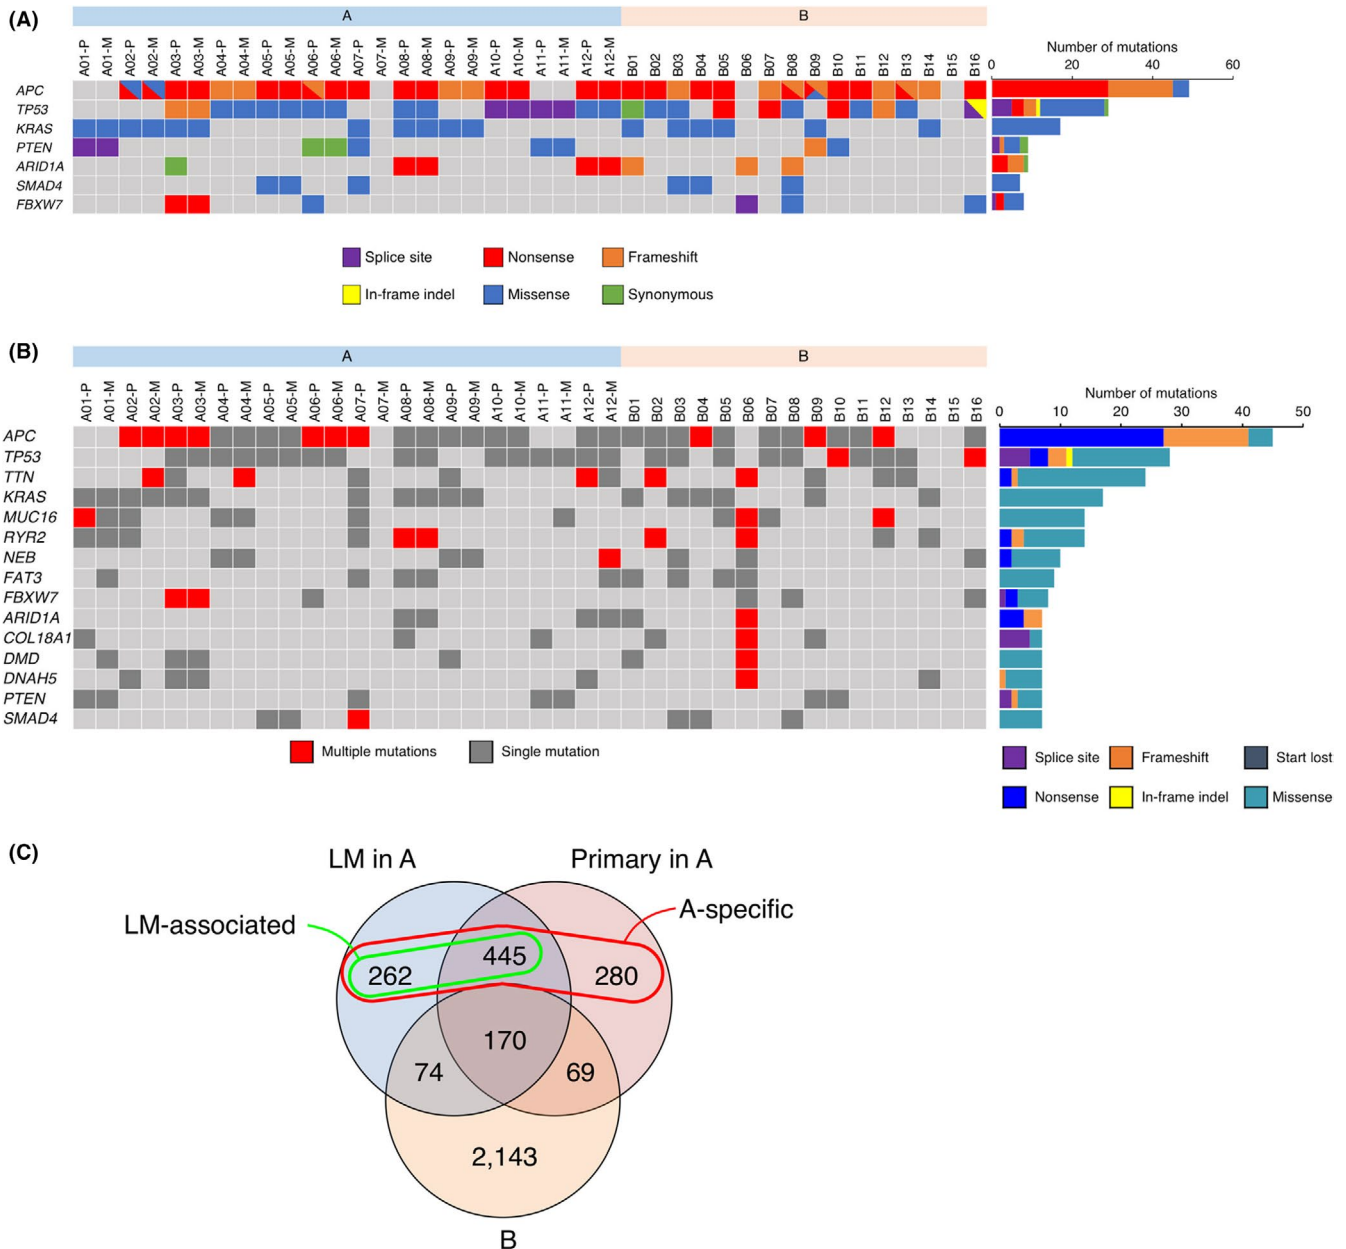 (A)
A B
A01-P A01-M A02-P A02-M A03-P A03-M A04-P A04-M A05-P A05-M A06-P A06-M A07-P A07-M A08-P A08-M A09-P A09-M A10-P A10-M A11-P A11-M A12-P A12-M B01 B02 B03 B04 B05 B06 B07 B08 B09 B10 B11 B12 B13 B14 B15 B16
Number of mutations
0 20 40 60
APC
TP53
KRAS
PTEN
ARID1A
SMAD4
FBXW7
Splice site Nonsense Frameshift
In-frame indel Missense Synonymous
(B)
A B
A01-P A01-M A02-P A02-M A03-P A03-M A04-P A04-M A05-P A05-M A06-P A06-M A07-P A07-M A08-P A08-M A09-P A09-M A10-P A04-M A11-P A11-M A12-P A12-M B01 B02 B03 B04 B05 B06 B07 B08 B09 B10 B11 B12 B13 B14 B15 B16
Number of mutations
0 10 20 30 40 50
APC
TP53
TTN
KRAS
MUC16
RYR2
NEB
FAT3
FBXW7
ARID1A
COL18A1
DMD
DNAH5
PTEN
SMAD4
Multiple mutations Single mutation
Splice site Frameshift Start lost
Nonsense In-frame indel Missense
(C)
LM in A Primary in A
LM-associated A-specific
262 445 280
170
74 69
2,143
B